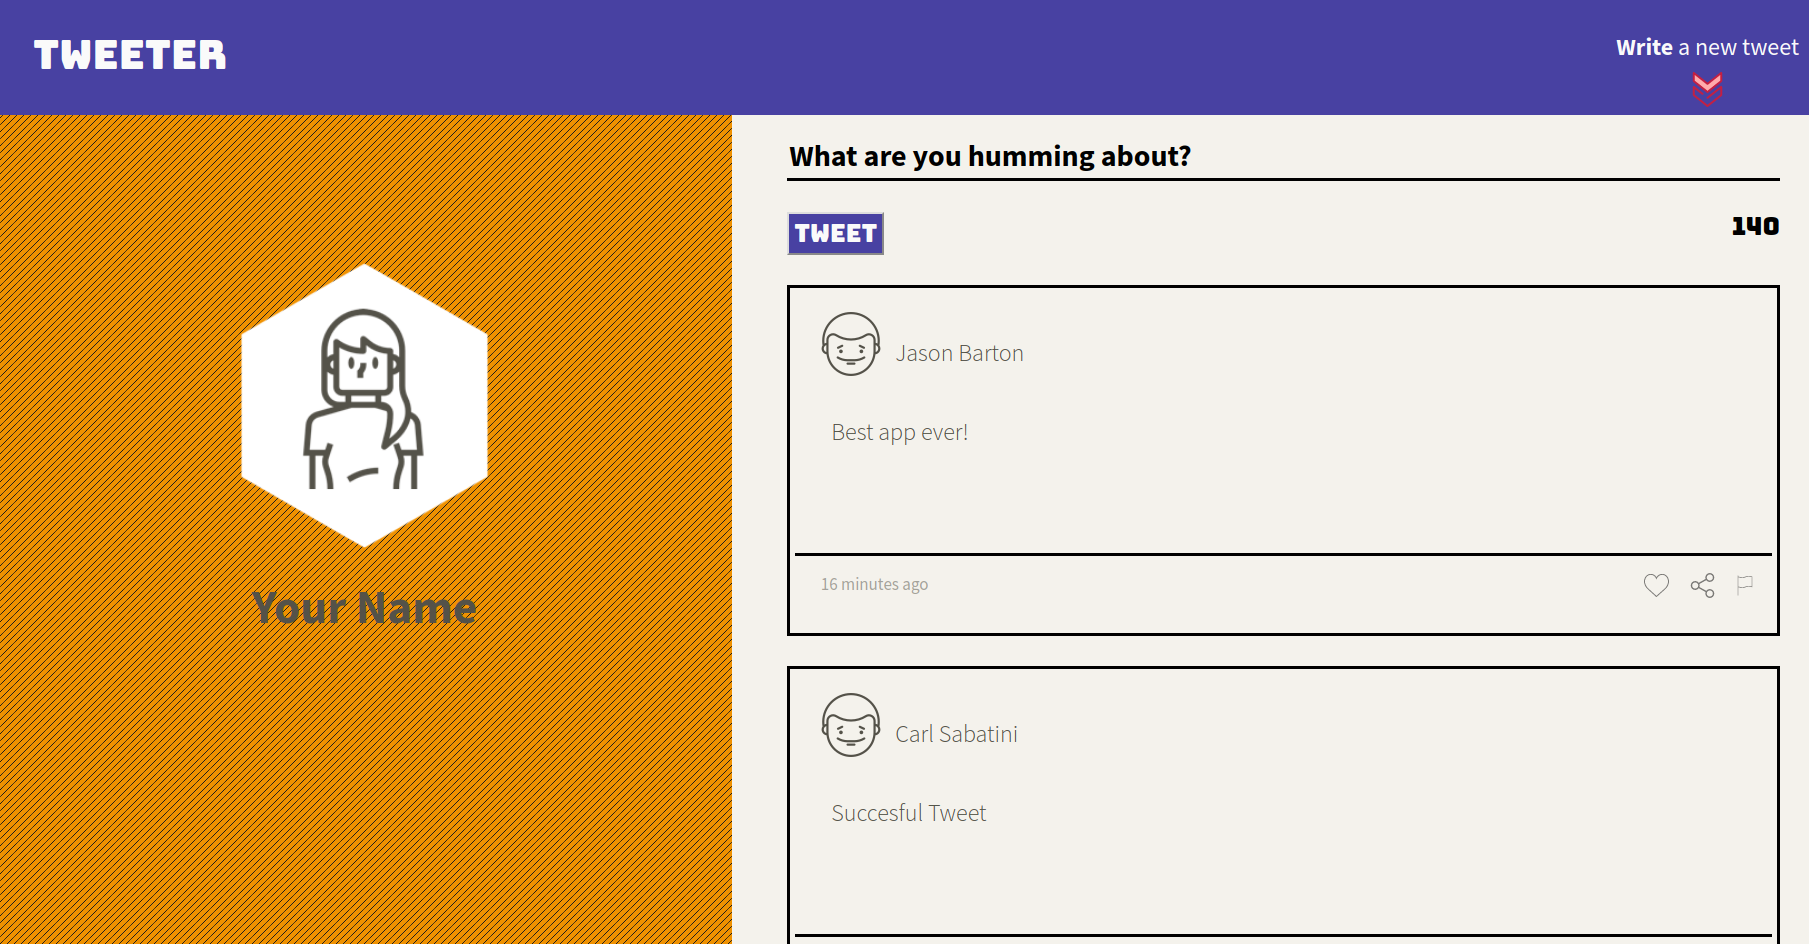 TWEETER
Write a new tweet
Your Name
What are you humming about?
TWEET
140
Jason Barton
Best app ever!
16 minutes ago
Carl Sabatini
Succesful Tweet